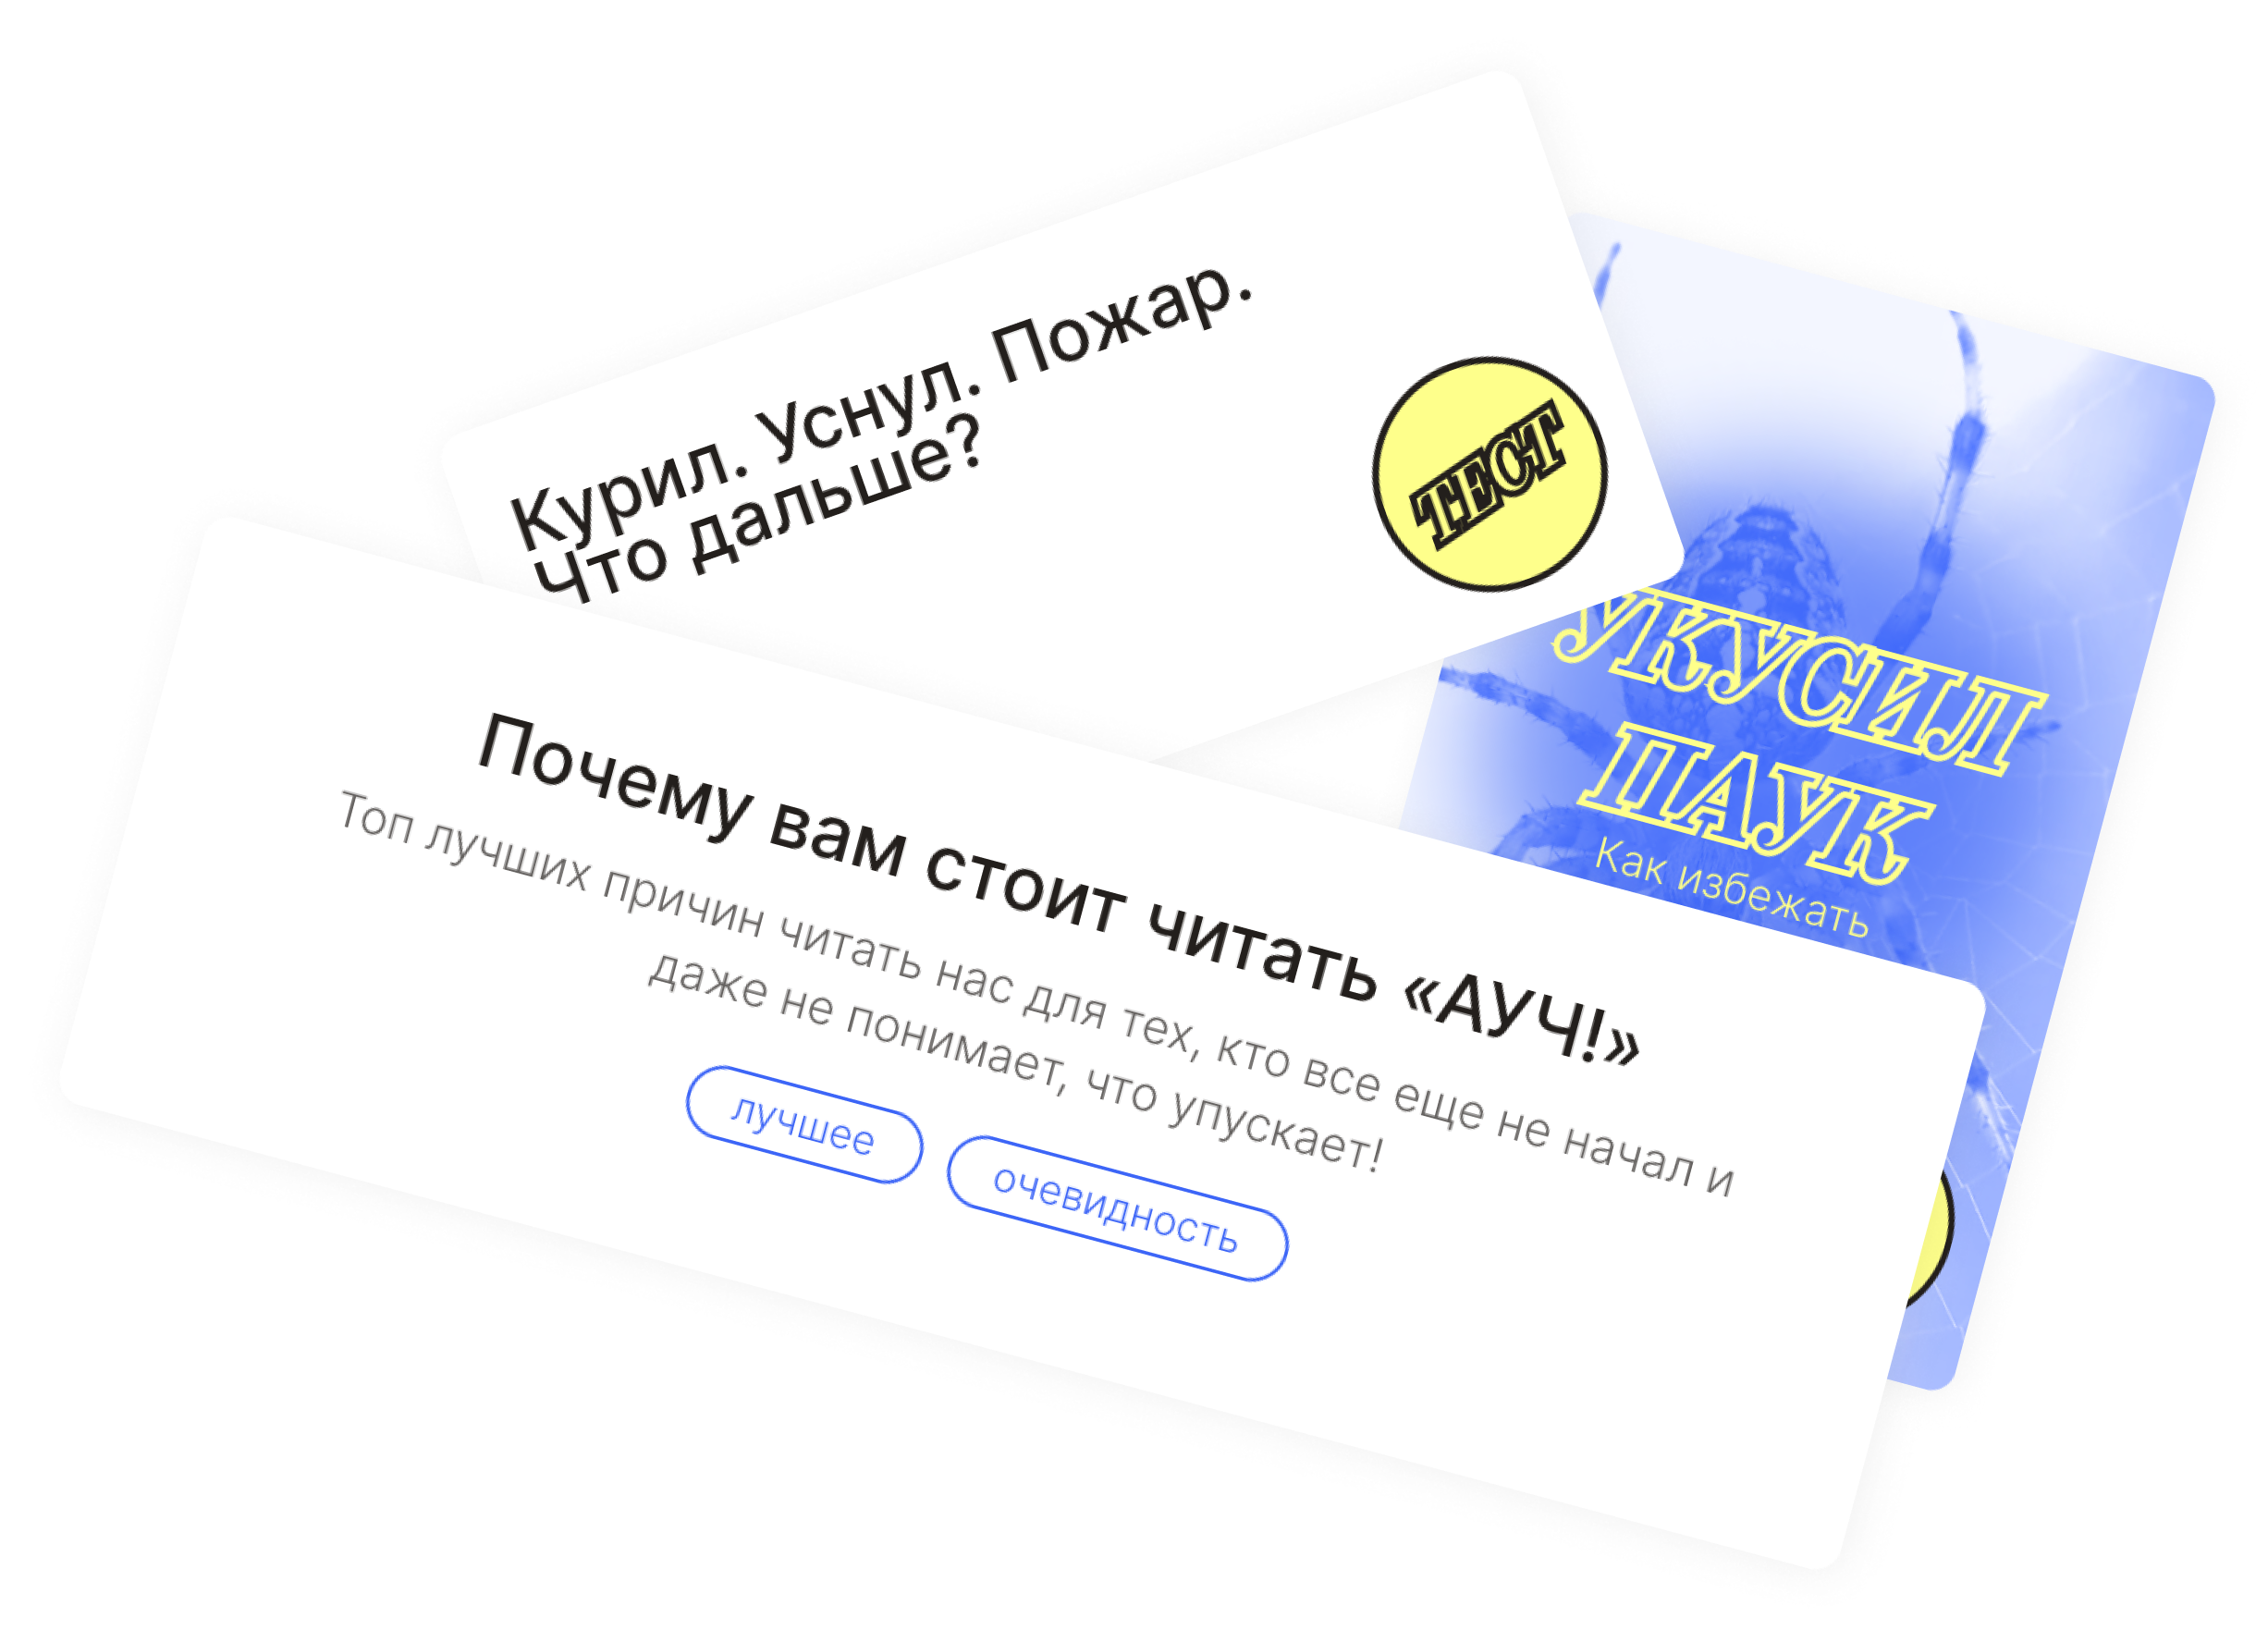 Курил. Уснул. Пожар.
Что дальше?
ТЕСТ
УКУСИЛ
ПАУК
Как избежать
Почему вам стоит читать «АУЧ!»
Топ лучших причин читать нас для тех, кто все еще не начал и
даже не понимает, что упускает!
лучшее
очевидность